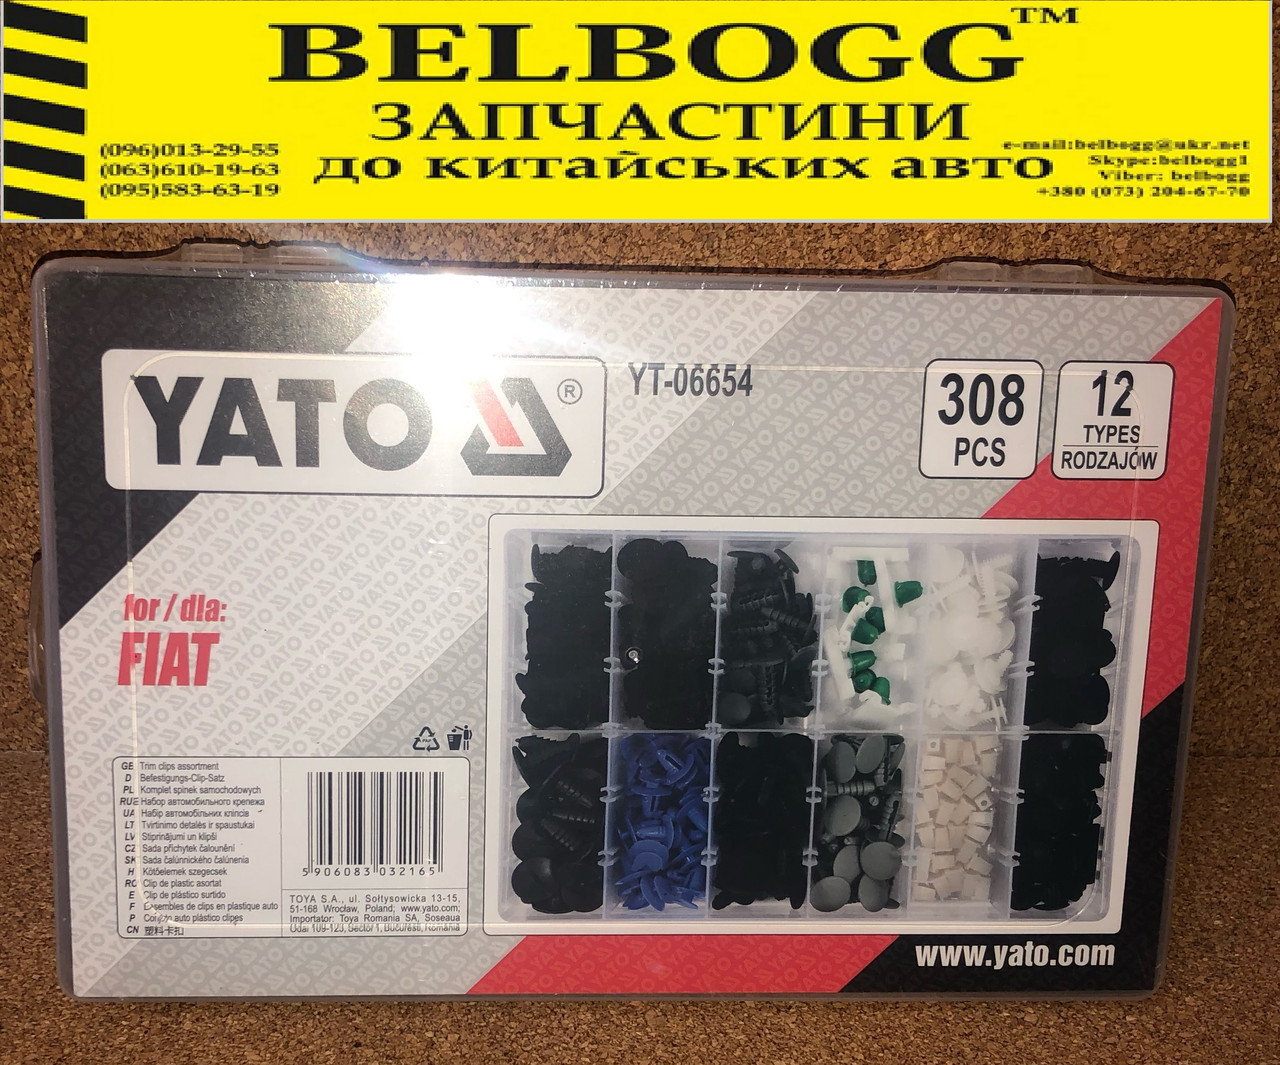 BELBOGG™
ЗАПЧАСТИНИ
до китайських авто
(096)013-29-55
(063)610-19-63
(095)583-63-19
e-mail:belbogg@ukr.net
Skype:belbogg1
Viber: belbogg
+380 (073) 204-67-70
YATO ®
YT-06654
308
PCS
12
TYPES
RODZAJÓW
for / dla:
FIAT
GB Trim clips assortment
D Befestigungs-Clip-Satz
PL Komplet spinek samochodowych
RUS Набор автомобильного крепежа
UA Набір автомобільних кліпсів
LT Tvirtinimo detalės ir spaustukai
LV Stiprinājumi un klipši
CZ Sada příchytek čalounění
SK Sada čalúnnického čalúnenia
H Kötőelemek szegecsek
RO Clip de plastic asortat
E Clip de plástico surtido
F Ensembles de clips en plastique auto
P auto plástico clipes
CN 塑料卡扣
5 906083 032165
TOYA S.A., ul. Sołtysowicka 13-15,
51-168 Wrocław, Poland; www.yato.com;
Importator: Toya Romania SA, Soseaua
Odai 109-123, Sector 1, Bucuresti, Romania
www.yato.com